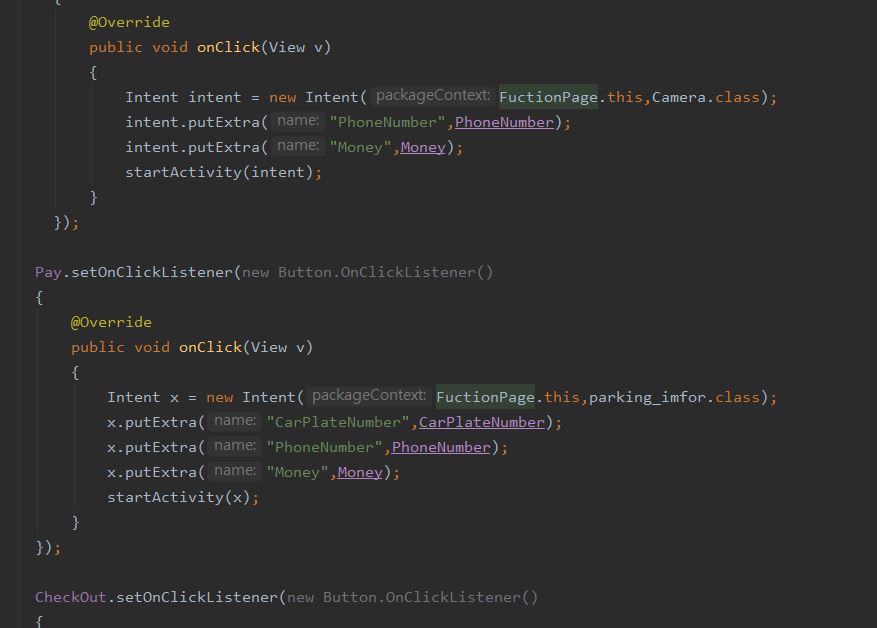 {
@Override
public void onClick(View v)
{
Intent intent = new Intent( packageContext: FuctionPage.this,Camera.class);
intent.putExtra( name: "PhoneNumber",PhoneNumber);
intent.putExtra( name: "Money",Money);
startActivity(intent);
}
});
Pay.setOnClickListener(new Button.OnClickListener()
{
@Override
public void onClick(View v)
{
Intent x = new Intent( packageContext: FuctionPage.this,parking_imfor.class);
x.putExtra( name: "CarPlateNumber",CarPlateNumber);
x.putExtra( name: "PhoneNumber",PhoneNumber);
x.putExtra( name: "Money",Money);
startActivity(x);
}
});
CheckOut.setOnClickListener(new Button.OnClickListener()
{